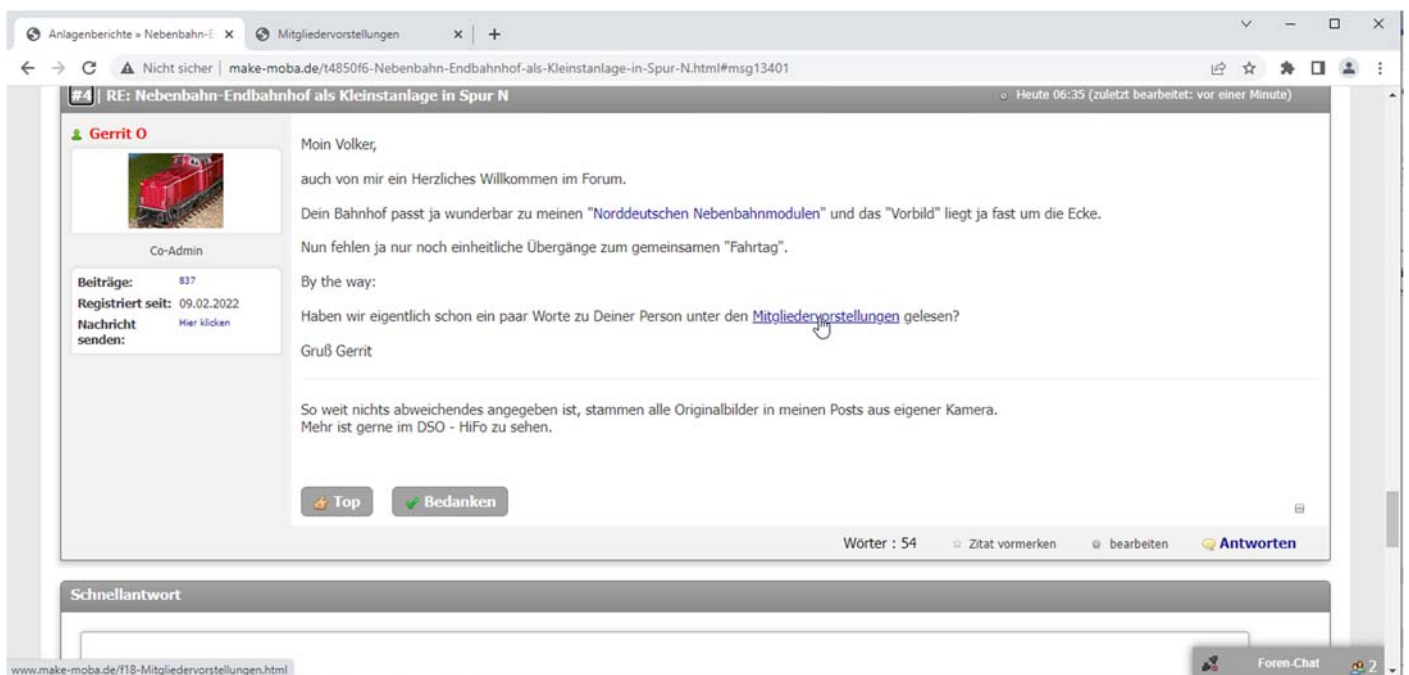 Anlagenberichte » Nebenbahn-E
Mitgliedervorstellungen
Nicht sicher | make-moba.de/t4850f6-Nebenbahn-Endbahnhof-als-Kleinstanlage-in-Spur-N.html#msg13401
#4 | RE: Nebenbahn-Endbahnhof als Kleinstanlage in Spur N
Heute 06:35 (zuletzt bearbeitet: vor einer Minute)
Gerrit O
Co-Admin
Beiträge: 837
Registriert seit: 09.02.2022
Nachricht senden: Hier klicken
Moin Volker,
auch von mir ein Herzliches Willkommen im Forum.
Dein Bahnhof passt ja wunderbar zu meinen "Norddeutschen Nebenbahnmodulen" und das "Vorbild" liegt ja fast um die Ecke.
Nun fehlen ja nur noch einheitliche Übergänge zum gemeinsamen "Fahrtag".
By the way:
Haben wir eigentlich schon ein paar Worte zu Deiner Person unter den Mitgliedervorstellungen gelesen?
Gruß Gerrit
So weit nichts abweichendes angegeben ist, stammen alle Originalbilder in meinen Posts aus eigener Kamera.
Mehr ist gerne im DSO - HiFo zu sehen.
Top
Bedanken
Wörter : 54
Zitat vormerken
bearbeiten
Antworten
Schnellantwort
www.make-moba.de/f18-Mitgliedervorstellungen.html
Foren-Chat
2